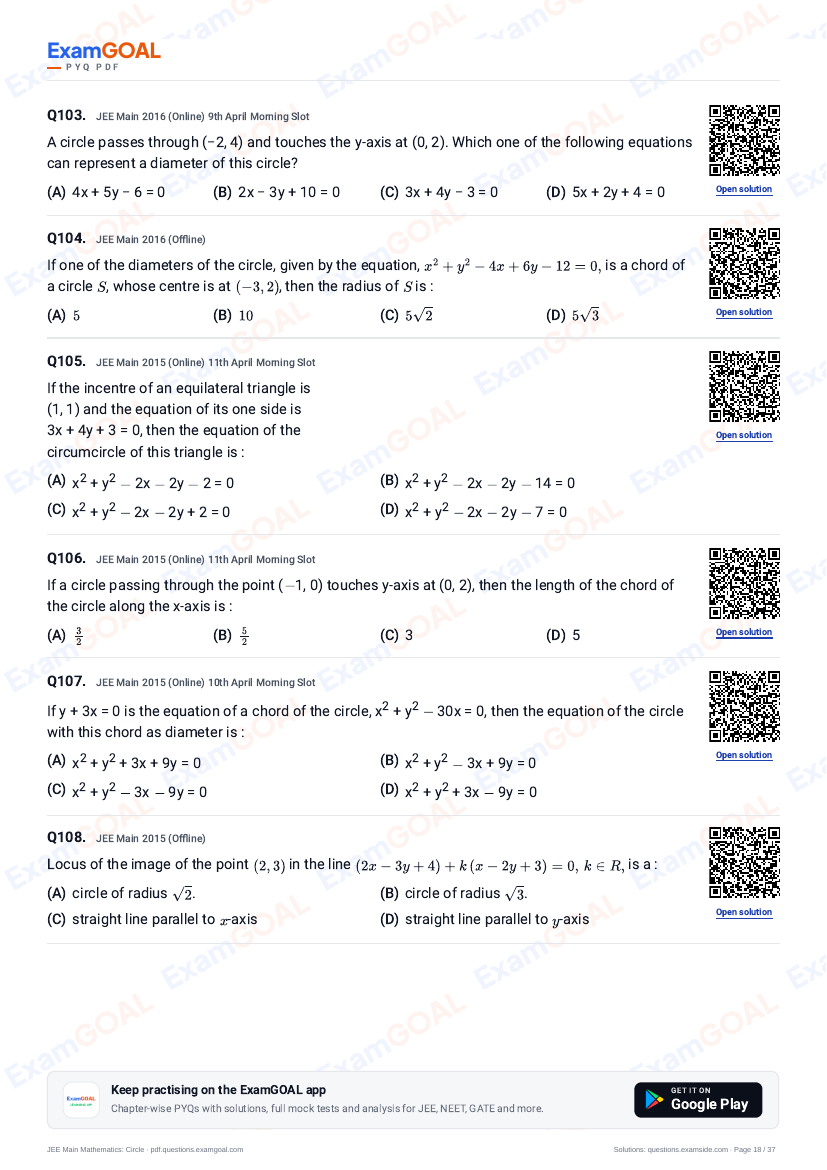 ExamGOAL
PYQ PDF
Q103. JEE Main 2016 (Online) 9th April Morning Slot
A circle passes through (−2, 4) and touches the y-axis at (0, 2). Which one of the following equations
can represent a diameter of this circle?
(A) 4x + 5y − 6 = 0 (B) 2x − 3y + 10 = 0 (C) 3x + 4y − 3 = 0 (D) 5x + 2y + 4 = 0
Open solution
Q104. JEE Main 2016 (Offline)
If one of the diameters of the circle, given by the equation, x² + y² − 4x + 6y − 12 = 0, is a chord of
a circle S, whose centre is at (−3, 2), then the radius of S is :
(A) 5 (B) 10 (C) 5√2 (D) 5√3
Open solution
Q105. JEE Main 2015 (Online) 11th April Morning Slot
If the incentre of an equilateral triangle is
(1, 1) and the equation of its one side is
3x + 4y + 3 = 0, then the equation of the
circumcircle of this triangle is :
(A) x² + y² − 2x − 2y − 2 = 0 (B) x² + y² − 2x − 2y − 14 = 0
(C) x² + y² − 2x − 2y + 2 = 0 (D) x² + y² − 2x − 2y − 7 = 0
Open solution
Q106. JEE Main 2015 (Online) 11th April Morning Slot
If a circle passing through the point (−1, 0) touches y-axis at (0, 2), then the length of the chord of
the circle along the x-axis is :
(A) 3/2 (B) 5/2 (C) 3 (D) 5
Open solution
Q107. JEE Main 2015 (Online) 10th April Morning Slot
If y + 3x = 0 is the equation of a chord of the circle, x² + y² − 30x = 0, then the equation of the circle
with this chord as diameter is :
(A) x² + y² + 3x + 9y = 0 (B) x² + y² − 3x + 9y = 0
(C) x² + y² − 3x − 9y = 0 (D) x² + y² + 3x − 9y = 0
Open solution
Q108. JEE Main 2015 (Offline)
Locus of the image of the point (2, 3) in the line (2x − 3y + 4) + k (x − 2y + 3) = 0, k ∈ R, is a :
(A) circle of radius √2. (B) circle of radius √3.
(C) straight line parallel to x-axis (D) straight line parallel to y-axis
Open solution
ExamGOAL
Keep practising on the ExamGOAL app
Chapter-wise PYQs with solutions, full mock tests and analysis for JEE, NEET, GATE and more.
GET IT ON
Google Play
JEE Main Mathematics: Circle · pdf.questions.examgoal.com Solutions: questions.examside.com · Page 18 / 37